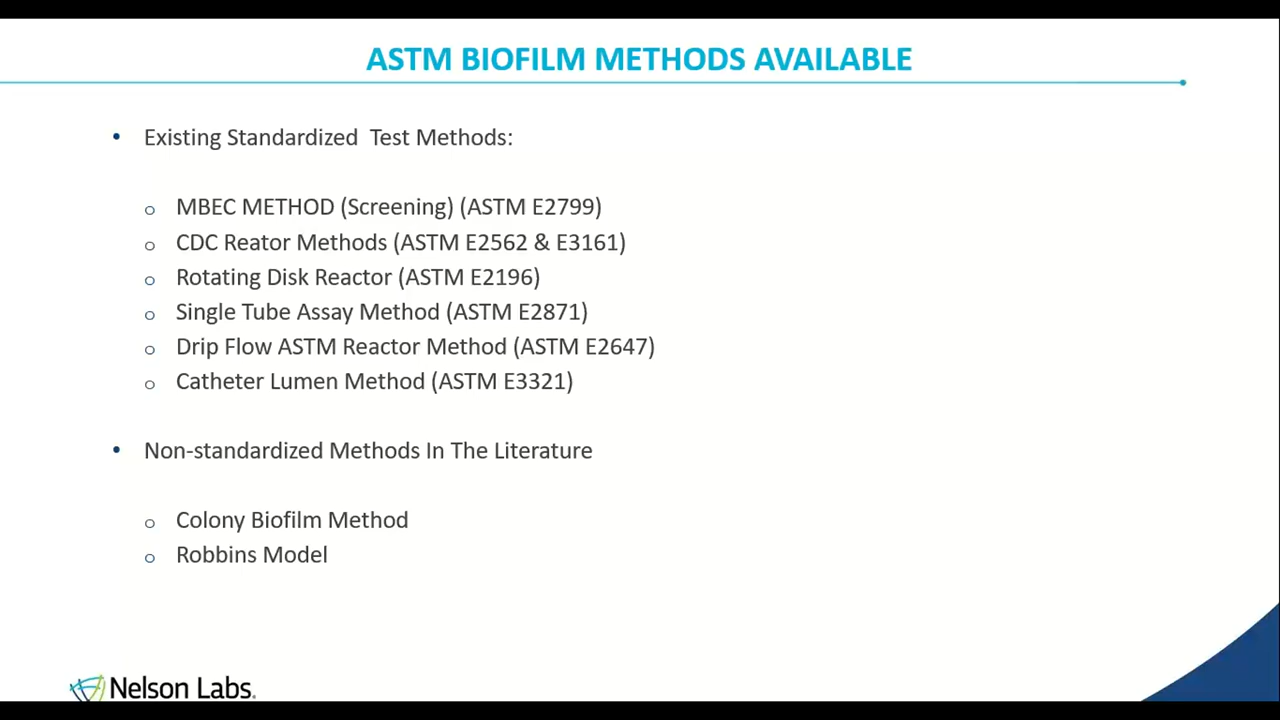 ASTM BIOFILM METHODS AVAILABLE
• Existing Standardized  Test Methods:
o MBEC METHOD (Screening) (ASTM E2799)
o CDC Reator Methods (ASTM E2562 & E3161)
o Rotating Disk Reactor (ASTM E2196)
o Single Tube Assay Method (ASTM E2871)
o Drip Flow ASTM Reactor Method (ASTM E2647)
o Catheter Lumen Method (ASTM E3321)
• Non-standardized Methods In The Literature
o Colony Biofilm Method
o Robbins Model
Nelson Labs.